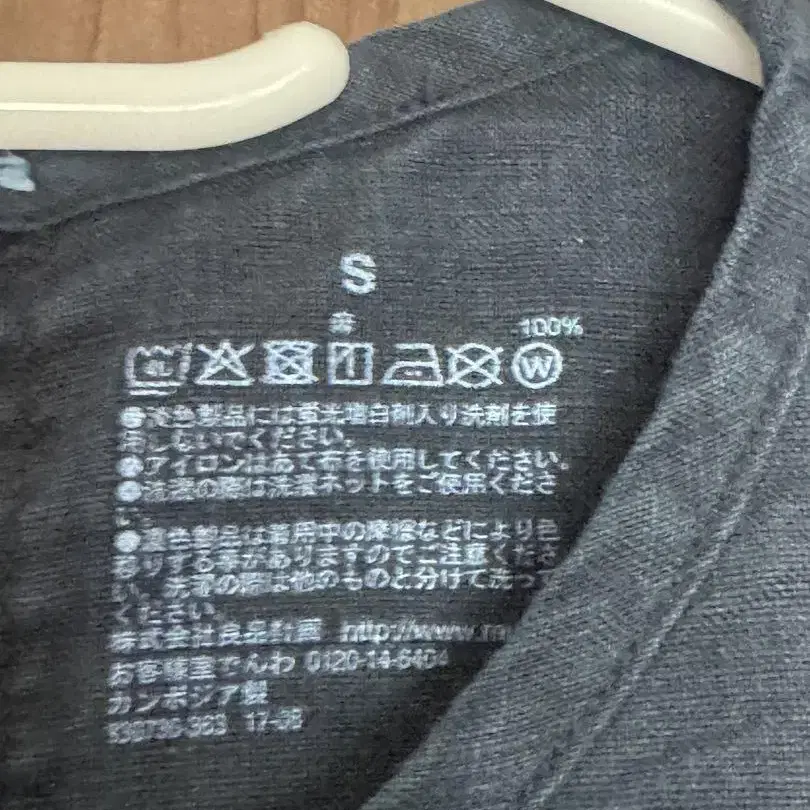 S
100%
W
●淡色製品には蛍光増白剤入り洗剤を使
用しないでください。
●アイロンはあて布を使用してください。
●洗濯の際は洗濯ネットをご使用くださ
い。
●濃色製品は着用中の摩擦などにより色
移りする事がありますのでご注意くださ
い。洗濯の際は他のものと分けて洗って
ください。
株式会社良品計画 http://www.m
お客様室でんわ 0120-14-6404
カンボジア製